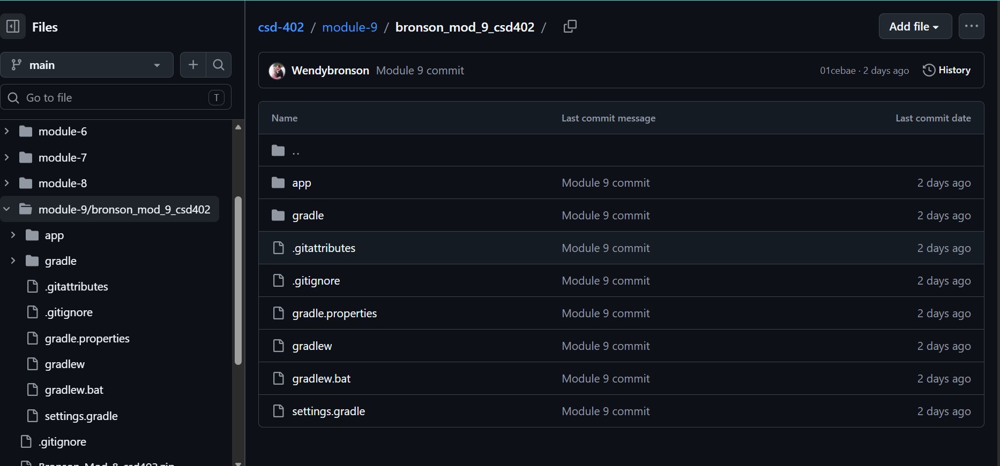 Files
main
Go to file
T
module-6
module-7
module-8
module-9/bronson_mod_9_csd402
app
gradle
.gitattributes
.gitignore
gradle.properties
gradlew
gradlew.bat
settings.gradle
.gitignore
Bronson_Mod_8_csd402.zip
csd-402 / module-9 / bronson_mod_9_csd402 /
Add file
Wendybronson Module 9 commit 01cebae · 2 days ago History
Name Last commit message Last commit date
..
app Module 9 commit 2 days ago
gradle Module 9 commit 2 days ago
.gitattributes Module 9 commit 2 days ago
.gitignore Module 9 commit 2 days ago
gradle.properties Module 9 commit 2 days ago
gradlew Module 9 commit 2 days ago
gradlew.bat Module 9 commit 2 days ago
settings.gradle Module 9 commit 2 days ago